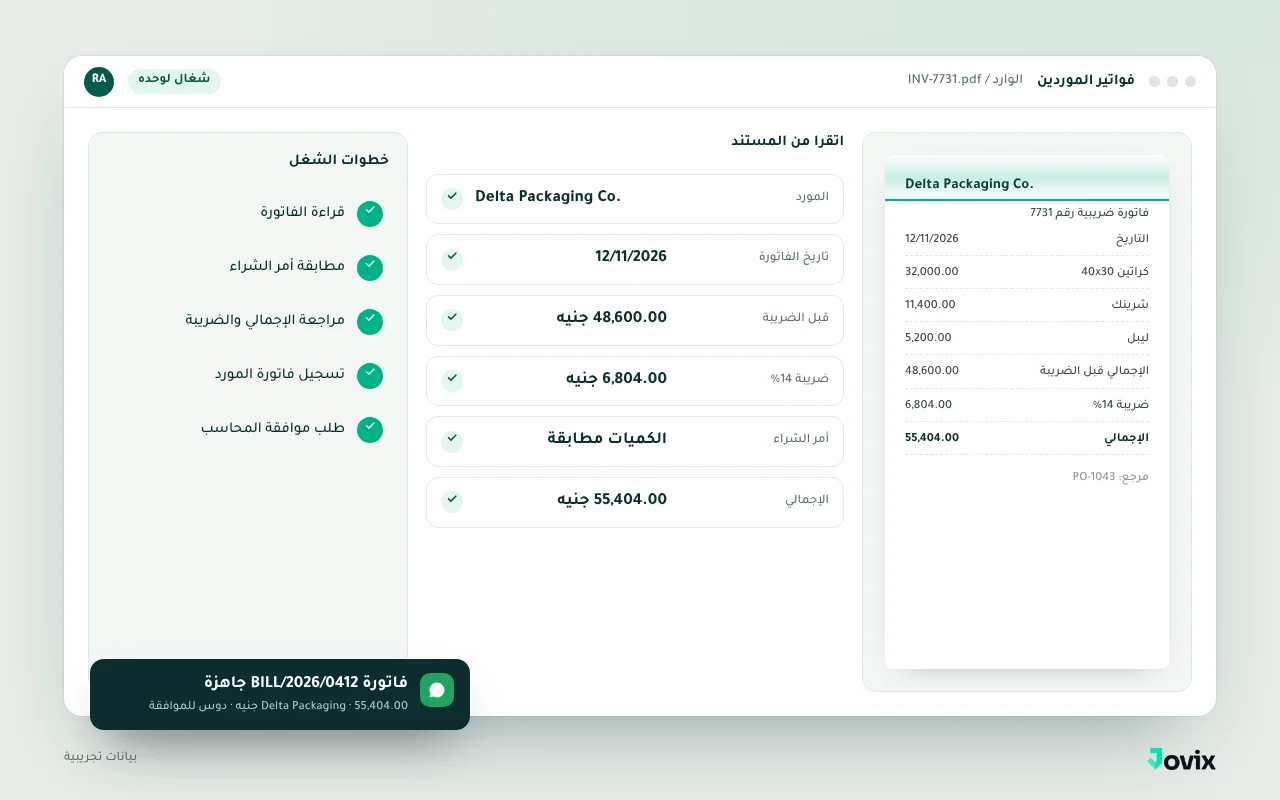 فواتير الموردين
الوارد / INV-7731.pdf
شغال لوحده
RA
Delta Packaging Co.
فاتورة ضريبية رقم 7731
التاريخ 12/11/2026
كراتين 40x30 32,000.00
شرينك 11,400.00
ليبل 5,200.00
الإجمالي قبل الضريبة 48,600.00
ضريبة 14% 6,804.00
الإجمالي 55,404.00
مرجع: PO-1043
اتقرا من المستند
المورد Delta Packaging Co.
تاريخ الفاتورة 12/11/2026
قبل الضريبة 48,600.00 جنيه
ضريبة 14% 6,804.00 جنيه
أمر الشراء الكميات مطابقة
الإجمالي 55,404.00 جنيه
خطوات الشغل
قراءة الفاتورة
مطابقة أمر الشراء
مراجعة الإجمالي والضريبة
تسجيل فاتورة المورد
طلب موافقة المحاسب
فاتورة BILL/2026/0412 جاهزة
Delta Packaging · 55,404.00 جنيه · دوس للموافقة
بيانات تجريبية
Jovix